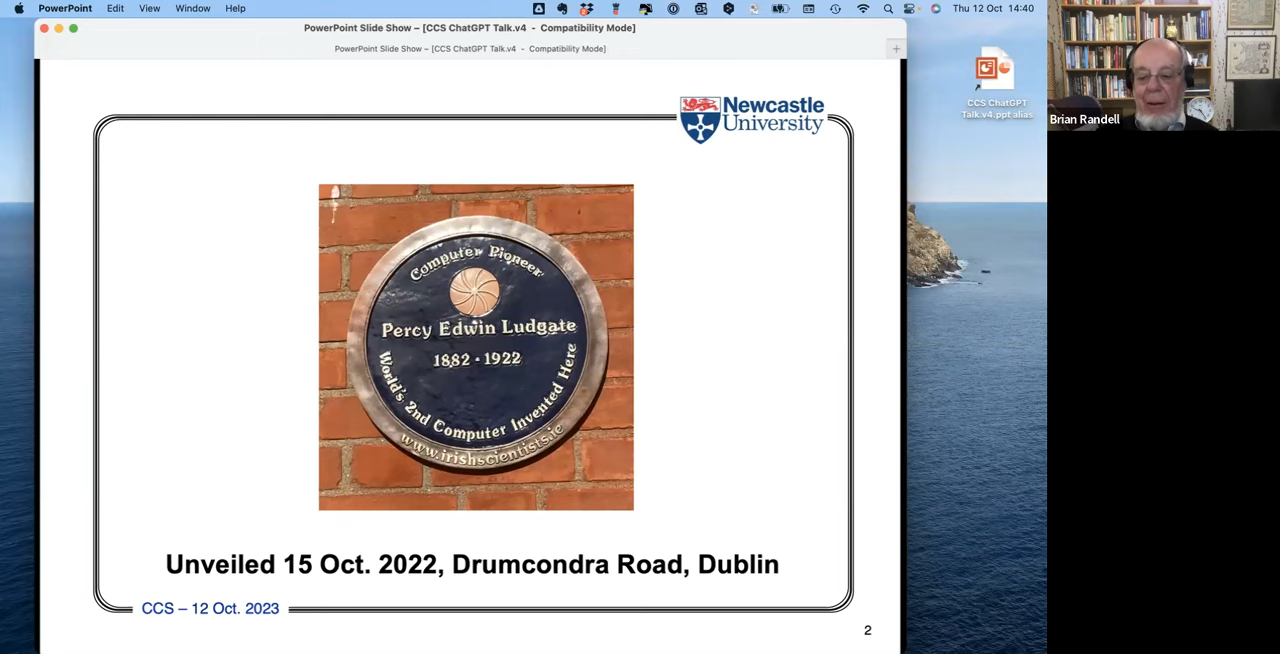 PowerPoint Edit View Window Help Thu 12 Oct 14:40
PowerPoint Slide Show – [CCS ChatGPT Talk.v4 - Compatibility Mode]
PowerPoint Slide Show – [CCS ChatGPT Talk.v4 - Compatibility Mode]
CCS ChatGPT
Talk.v4.ppt alias
Brian Randell
Newcastle
University
Computer Pioneer
Percy Edwin Ludgate
1882 · 1922
World's 2nd Computer Invented Here
www.irishscientists.ie
Unveiled 15 Oct. 2022, Drumcondra Road, Dublin
CCS – 12 Oct. 2023
2